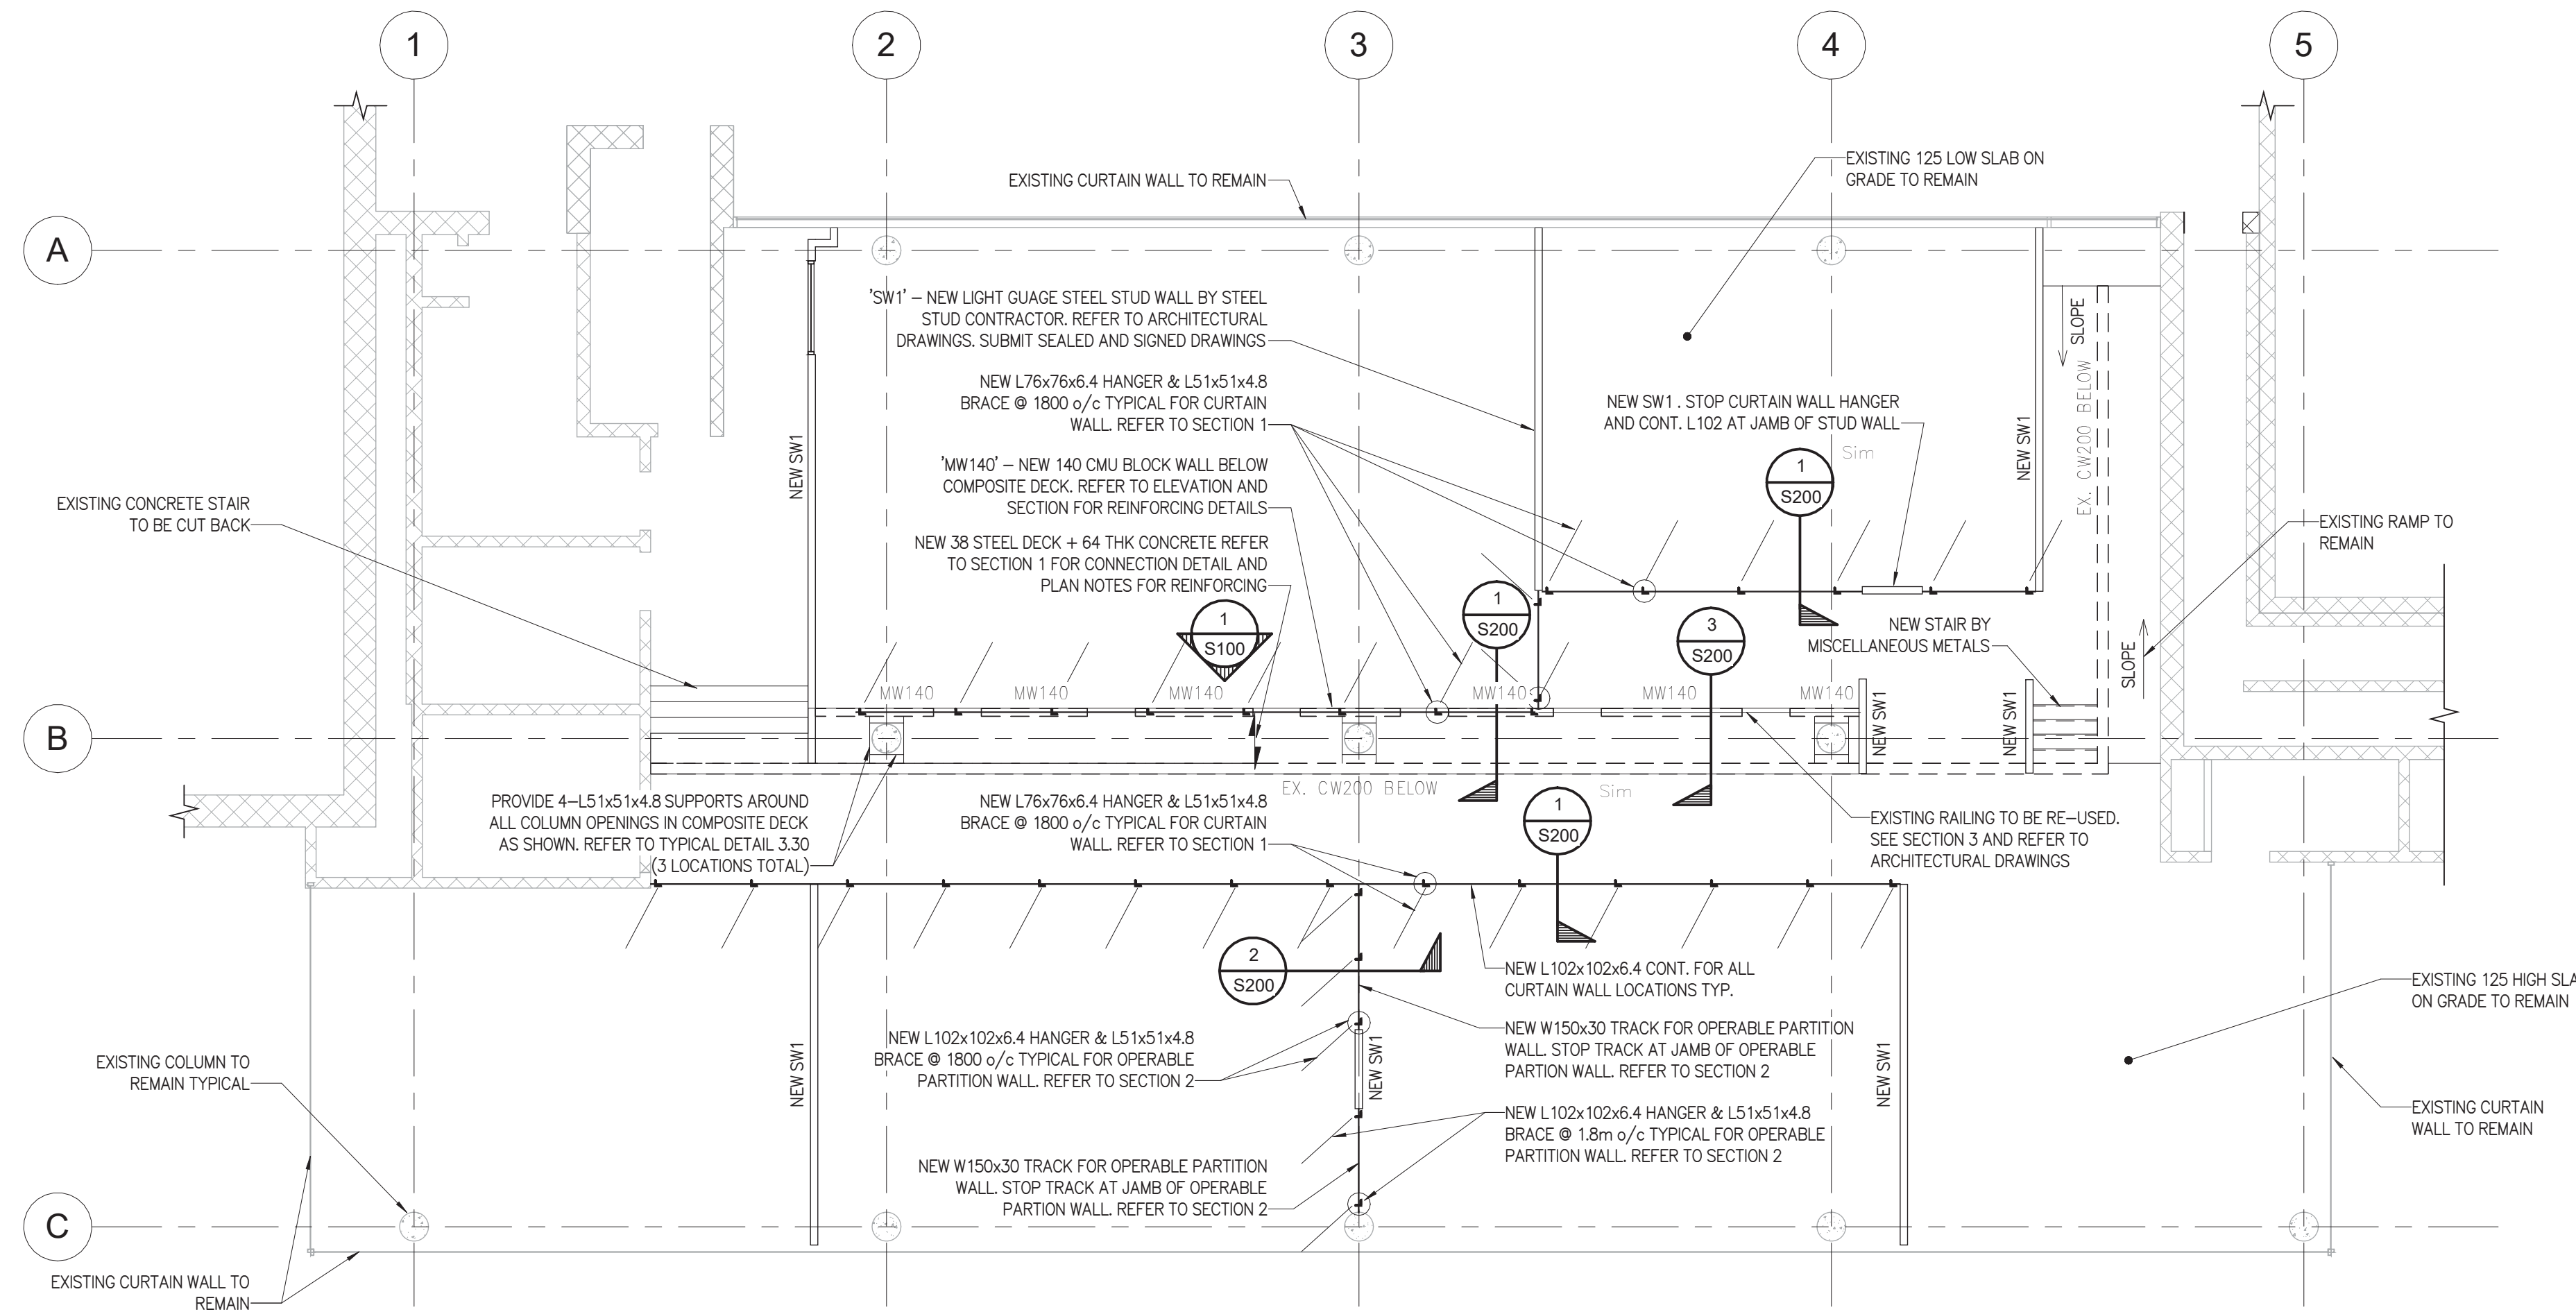 1
2
3
4
5
A
B
C
EXISTING CURTAIN WALL TO REMAIN
EXISTING 125 LOW SLAB ON
GRADE TO REMAIN
'SW1' – NEW LIGHT GUAGE STEEL STUD WALL BY STEEL
STUD CONTRACTOR. REFER TO ARCHITECTURAL
DRAWINGS. SUBMIT SEALED AND SIGNED DRAWINGS
NEW L76x76x6.4 HANGER & L51x51x4.8
BRACE @ 1800 o/c TYPICAL FOR CURTAIN
WALL. REFER TO SECTION 1
'MW140' – NEW 140 CMU BLOCK WALL BELOW
COMPOSITE DECK. REFER TO ELEVATION AND
SECTION FOR REINFORCING DETAILS
NEW 38 STEEL DECK + 64 THK CONCRETE REFER
TO SECTION 1 FOR CONNECTION DETAIL AND
PLAN NOTES FOR REINFORCING
NEW SW1 . STOP CURTAIN WALL HANGER
AND CONT. L102 AT JAMB OF STUD WALL
1
S200
Sim
NEW SW1
NEW SW1
SLOPE
EX. CW200 BELOW
EXISTING CONCRETE STAIR
TO BE CUT BACK
EXISTING RAMP TO
REMAIN
1
S100
1
S200
3
S200
NEW STAIR BY
MISCELLANEOUS METALS
SLOPE
MW140
MW140
MW140
MW140
MW140
MW140
NEW SW1
NEW SW1
EX. CW200 BELOW
Sim
PROVIDE 4–L51x51x4.8 SUPPORTS AROUND
ALL COLUMN OPENINGS IN COMPOSITE DECK
AS SHOWN. REFER TO TYPICAL DETAIL 3.30
(3 LOCATIONS TOTAL)
NEW L76x76x6.4 HANGER & L51x51x4.8
BRACE @ 1800 o/c TYPICAL FOR CURTAIN
WALL. REFER TO SECTION 1
1
S200
EXISTING RAILING TO BE RE–USED.
SEE SECTION 3 AND REFER TO
ARCHITECTURAL DRAWINGS
2
S200
NEW L102x102x6.4 CONT. FOR ALL
CURTAIN WALL LOCATIONS TYP.
EXISTING 125 HIGH SLA
ON GRADE TO REMAIN
NEW L102x102x6.4 HANGER & L51x51x4.8
BRACE @ 1800 o/c TYPICAL FOR OPERABLE
PARTITION WALL. REFER TO SECTION 2
NEW W150x30 TRACK FOR OPERABLE PARTITION
WALL. STOP TRACK AT JAMB OF OPERABLE
PARTION WALL. REFER TO SECTION 2
EXISTING COLUMN TO
REMAIN TYPICAL
NEW SW1
NEW SW1
NEW SW1
NEW L102x102x6.4 HANGER & L51x51x4.8
BRACE @ 1.8m o/c TYPICAL FOR OPERABLE
PARTITION WALL. REFER TO SECTION 2
EXISTING CURTAIN
WALL TO REMAIN
NEW W150x30 TRACK FOR OPERABLE PARTITION
WALL. STOP TRACK AT JAMB OF OPERABLE
PARTION WALL. REFER TO SECTION 2
EXISTING CURTAIN WALL TO
REMAIN